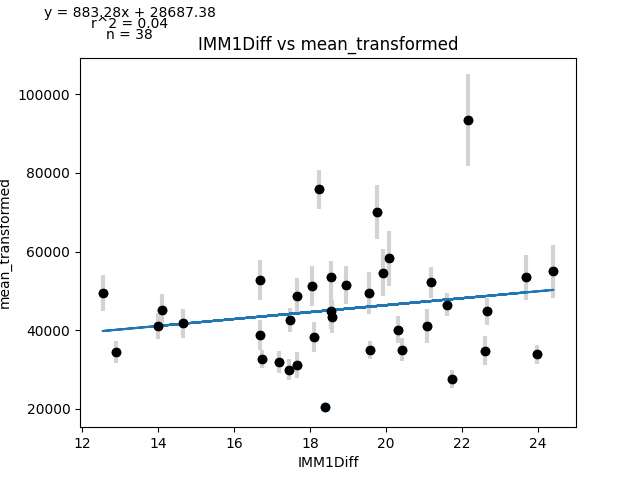 y = 883.28x + 28687.38
r^2 = 0.04
n = 38
IMM1Diff vs mean_transformed
100000
80000
60000
40000
20000
mean_transformed
12 14 16 18 20 22 24
IMM1Diff